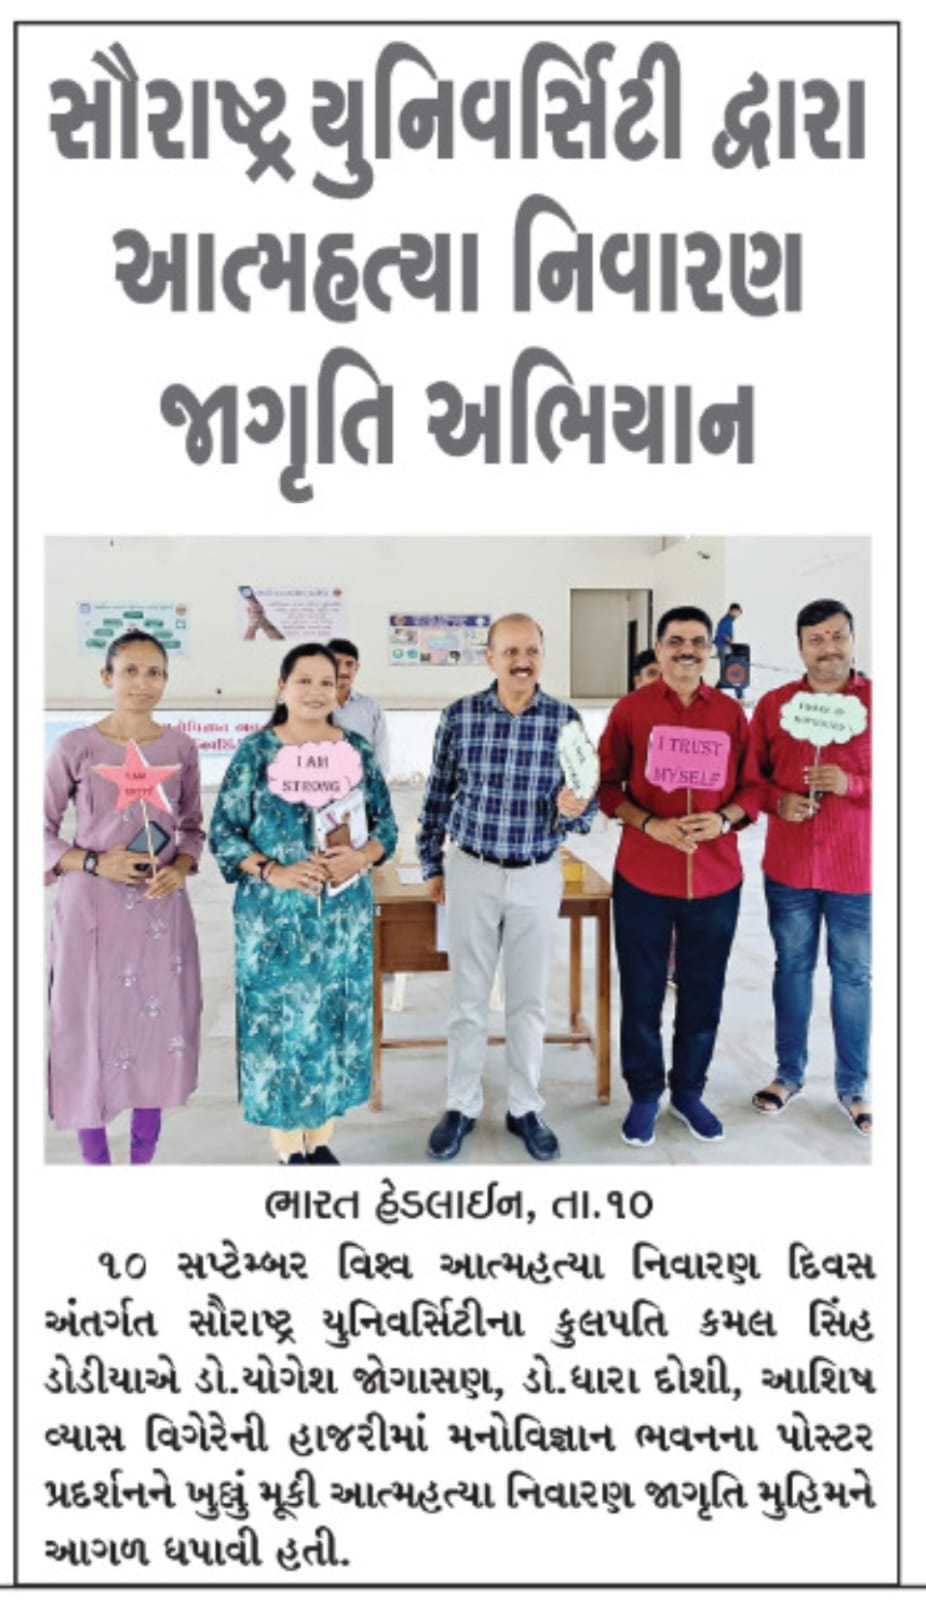 સૌરાષ્ટ્ર યુનિવર્સિટી દ્વારા
આત્મહત્યા નિવારણ
જાગૃતિ અભિયાન
I AM
I AM
STRONG
I TRUST
MYSELF
ભારત હેડલાઈન, તા.૧૦
૧૦ સપ્ટેમ્બર વિશ્વ આત્મહત્યા નિવારણ દિવસ
અંતર્ગત સૌરાષ્ટ્ર યુનિવર્સિટીના કુલપતિ કમલ સિંહ
ડોડીયાએ ડો.યોગેશ જોગાસણ, ડો.ધારા દોશી, આશિષ
વ્યાસ વિગેરેની હાજરીમાં મનોવિજ્ઞાન ભવનના પોસ્ટર
પ્રદર્શનને ખુલ્લું મૂકી આત્મહત્યા નિવારણ જાગૃતિ મુહિમને
આગળ ધપાવી હતી.